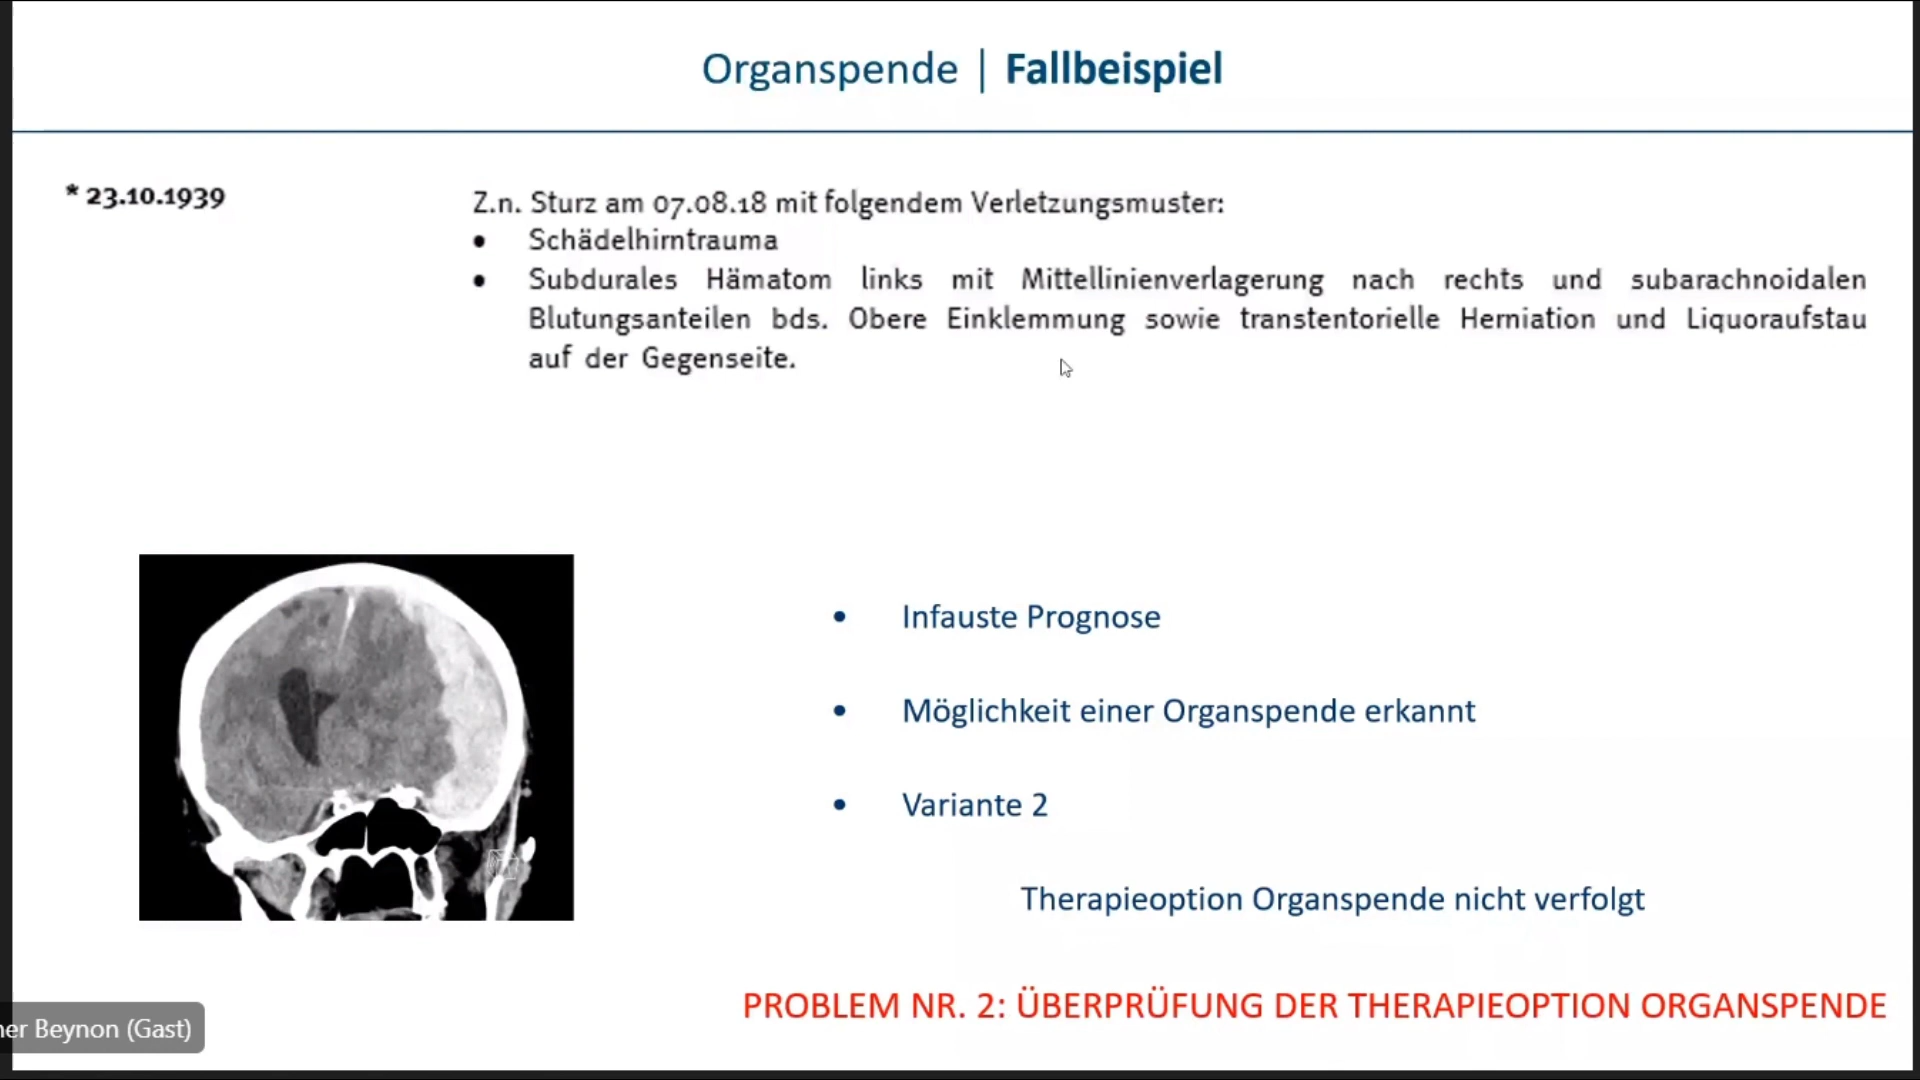 Organspende | Fallbeispiel
* 23.10.1939
Z.n. Sturz am 07.08.18 mit folgendem Verletzungsmuster:
• Schädelhirntrauma
• Subdurales Hämatom links mit Mittellinienverlagerung nach rechts und subarachnoidalen
Blutungsanteilen bds. Obere Einklemmung sowie transtentorielle Herniation und Liquoraufstau
auf der Gegenseite.
• Infauste Prognose
• Möglichkeit einer Organspende erkannt
• Variante 2
Therapieoption Organspende nicht verfolgt
PROBLEM NR. 2: ÜBERPRÜFUNG DER THERAPIEOPTION ORGANSPENDE
Beynon (Gast)